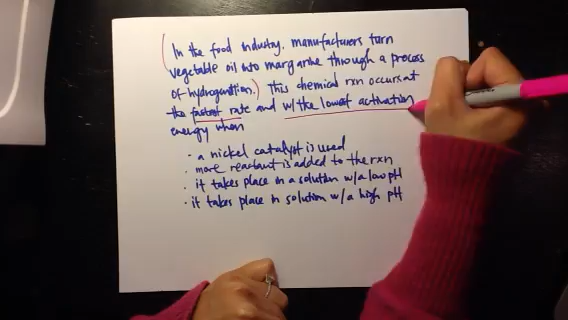 (In the food industry, manufacturers turn
vegetable oil into margarine through a process
of hydrogenation.) This chemical rxn occurs at
the fastest rate and w/the lowest activation
energy when
· a nickel catalyst is used
· more reactant is added to the rxn
· it takes place in a solution w/a low pH
· it takes place in solution w/a high pH